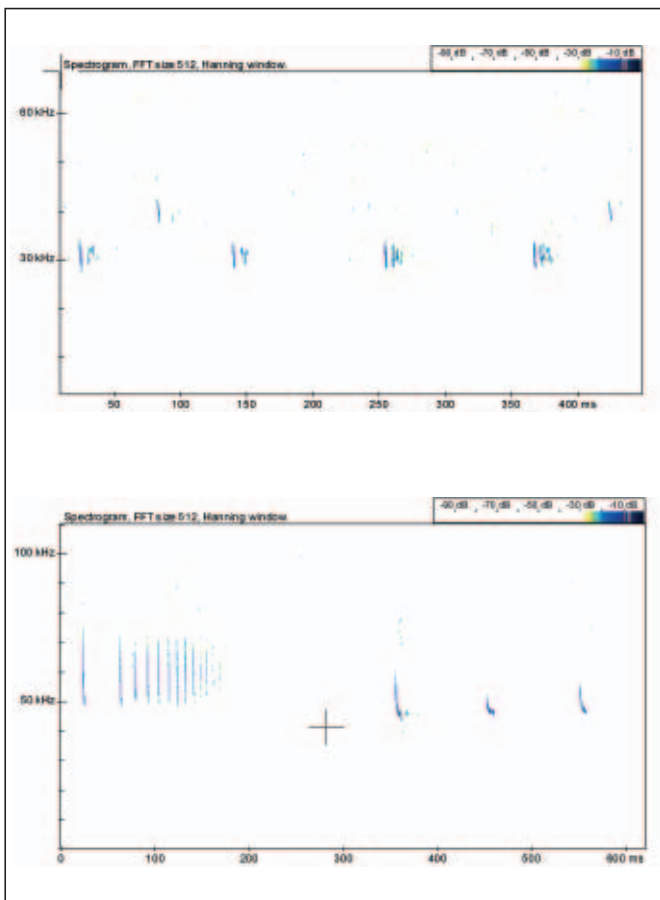 -90 dB -70 dB -50 dB -30 dB -10 dB
Spectrogram, FFT size 512, Hanning window.
60 kHz
30 kHz
50 100 150 200 250 300 350 400 ms
-90 dB -70 dB -50 dB -30 dB -10 dB
Spectrogram, FFT size 512, Hanning window.
100 kHz
50 kHz
0 100 200 300 400 500 600 ms